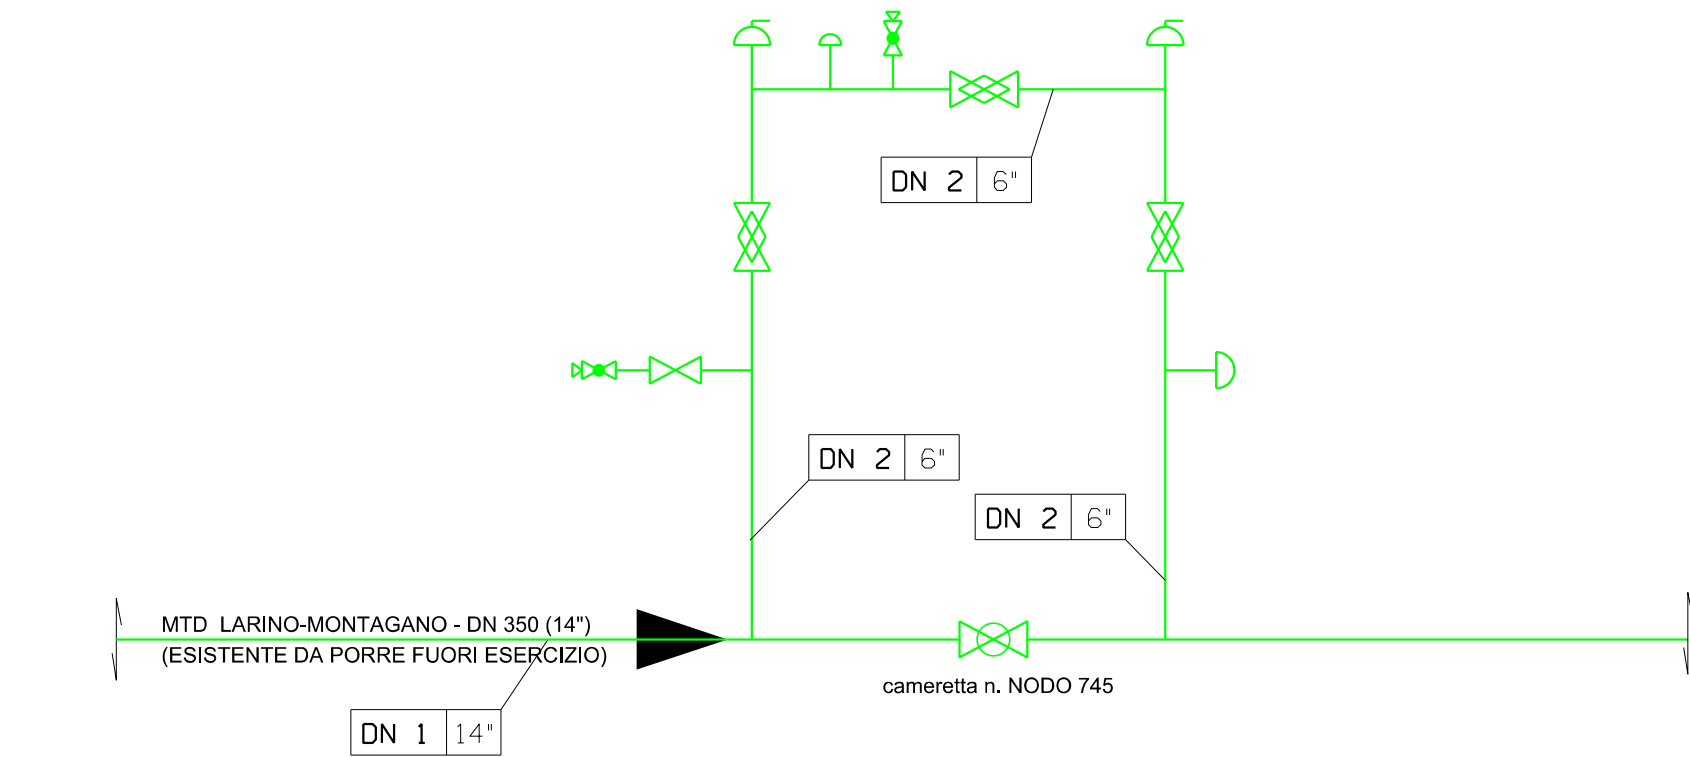 DN 2 6"
DN 2 6"
DN 2 6"
MTD LARINO-MONTAGANO - DN 350 (14")
(ESISTENTE DA PORRE FUORI ESERCIZIO)
cameretta n. NODO 745
DN 1 14"